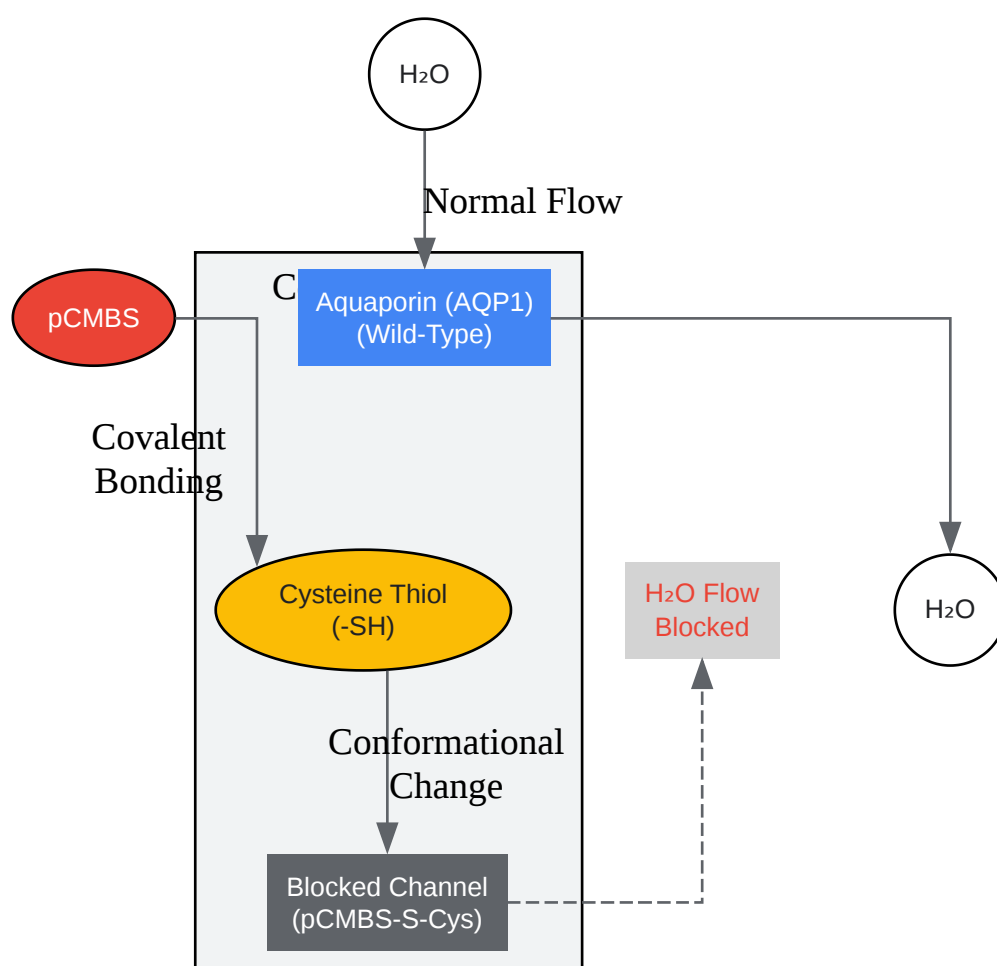 H₂O
Normal Flow
C
Aquaporin (AQP1)
(Wild-Type)
pCMBS
Covalent
Bonding
Cysteine Thiol
(-SH)
H₂O Flow
Blocked
H₂O
Conformational
Change
Blocked Channel
(pCMBS-S-Cys)